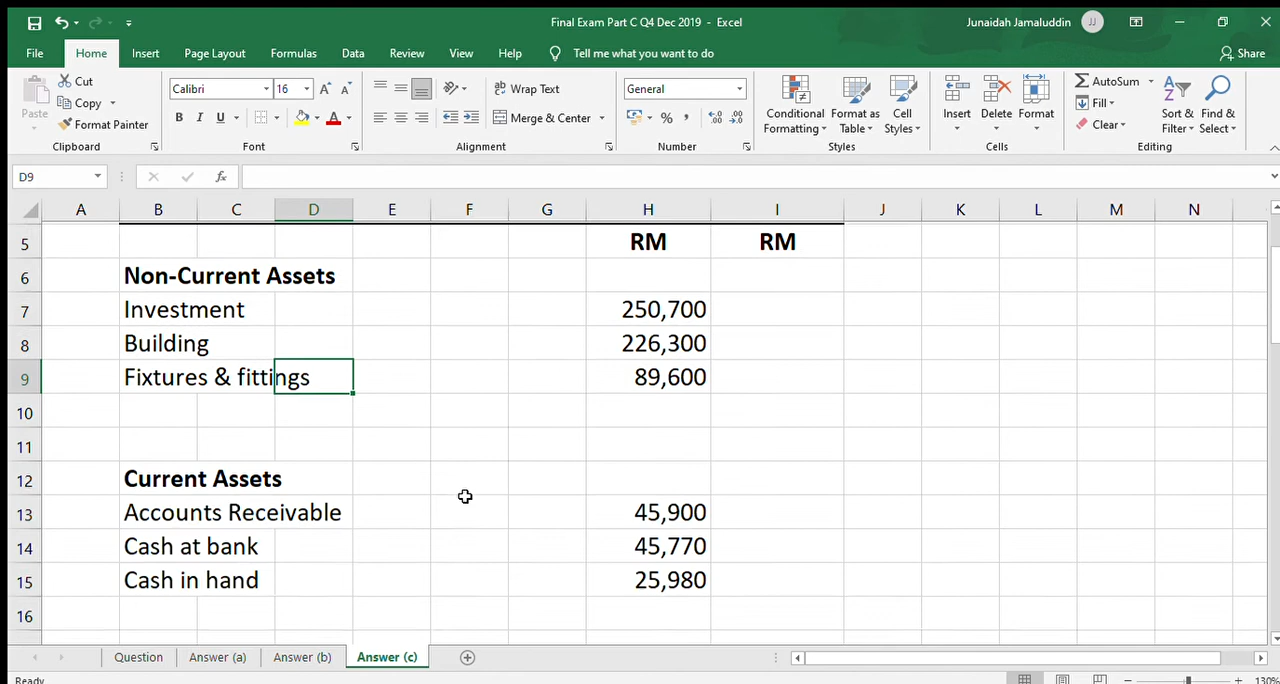 Final Exam Part C Q4 Dec 2019 - Excel
Junaidah Jamaluddin
JJ
File Home Insert Page Layout Formulas Data Review View Help Tell me what you want to do
Share
Paste
Cut
Copy
Format Painter
Clipboard
Calibri 16
B I U
Font
Wrap Text
Merge & Center
Alignment
General
Number
Conditional Formatting
Format as Table
Cell Styles
Styles
Insert
Delete
Format
Cells
AutoSum
Fill
Clear
Sort & Filter
Find & Select
Editing
D9
fx
A B C D E F G H I J K L M N
5 RM RM
6 Non-Current Assets
7 Investment 250,700
8 Building 226,300
9 Fixtures & fittings 89,600
10
11
12 Current Assets
13 Accounts Receivable 45,900
14 Cash at bank 45,770
15 Cash in hand 25,980
16
Question Answer (a) Answer (b) Answer (c)
Ready
130%